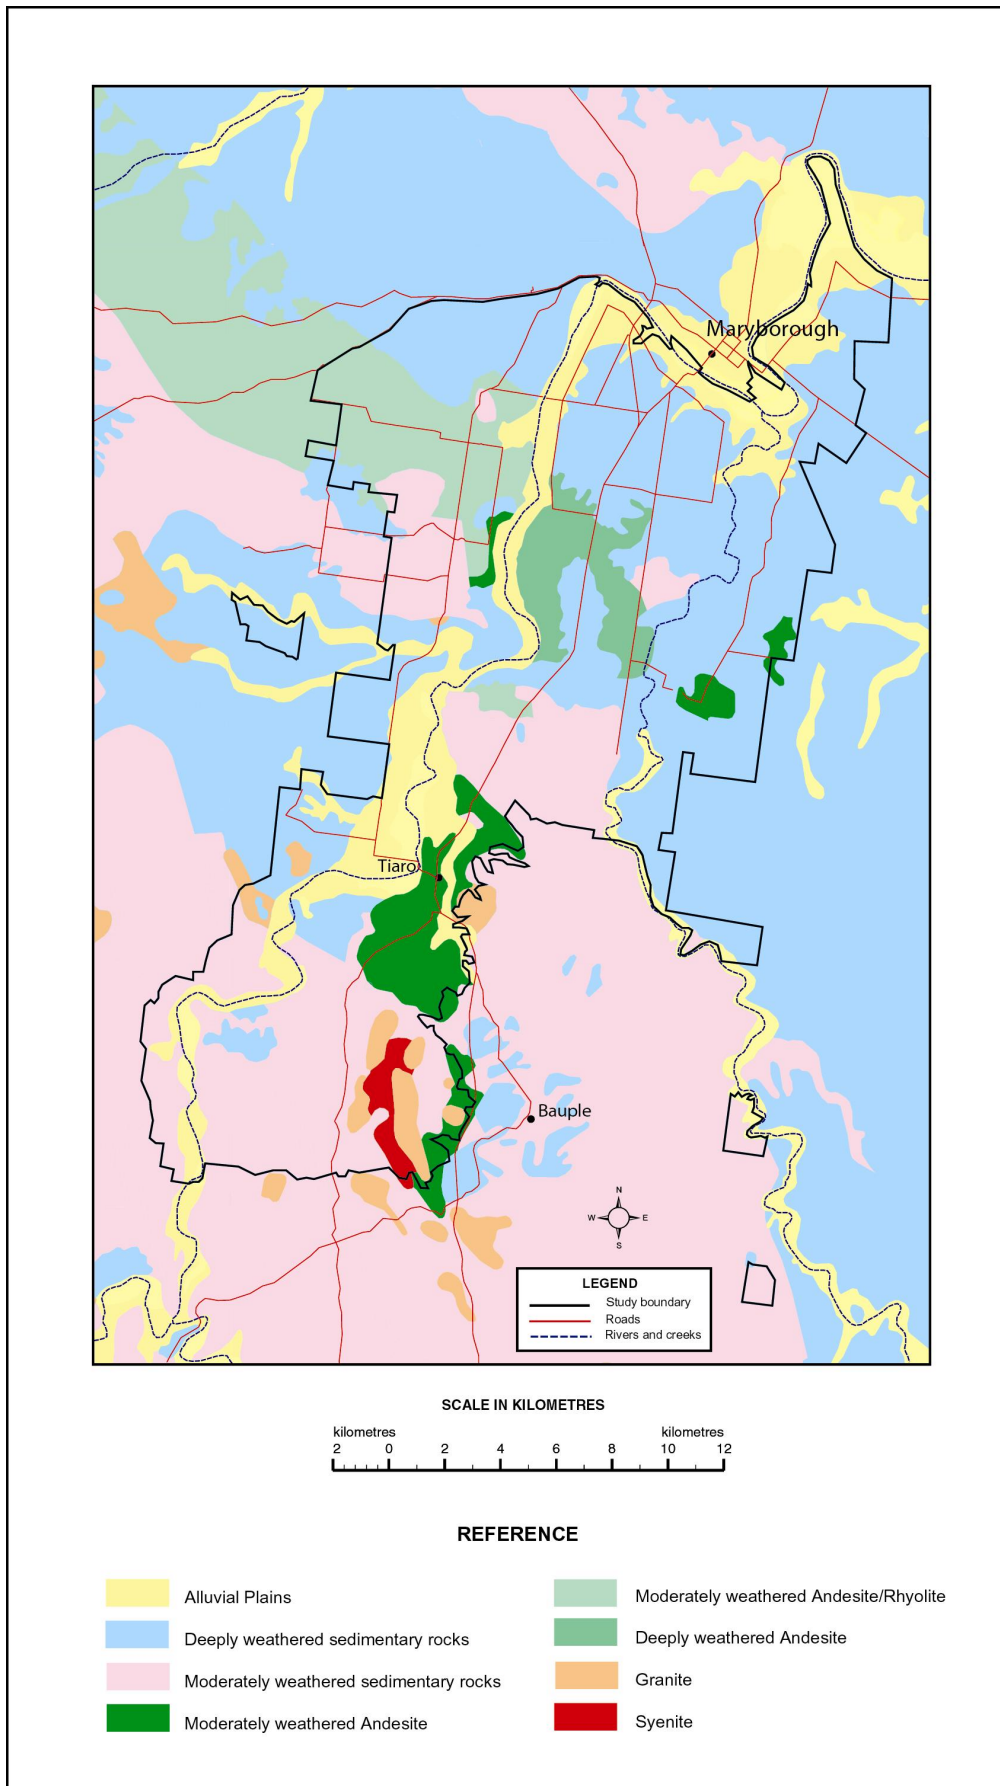 Maryborough
Tiaro
Bauple
N
W E
S
LEGEND
Study boundary
Roads
Rivers and creeks
SCALE IN KILOMETRES
kilometres kilometres
2 0 2 4 6 8 10 12
REFERENCE
Alluvial Plains
Deeply weathered sedimentary rocks
Moderately weathered sedimentary rocks
Moderately weathered Andesite
Moderately weathered Andesite/Rhyolite
Deeply weathered Andesite
Granite
Syenite